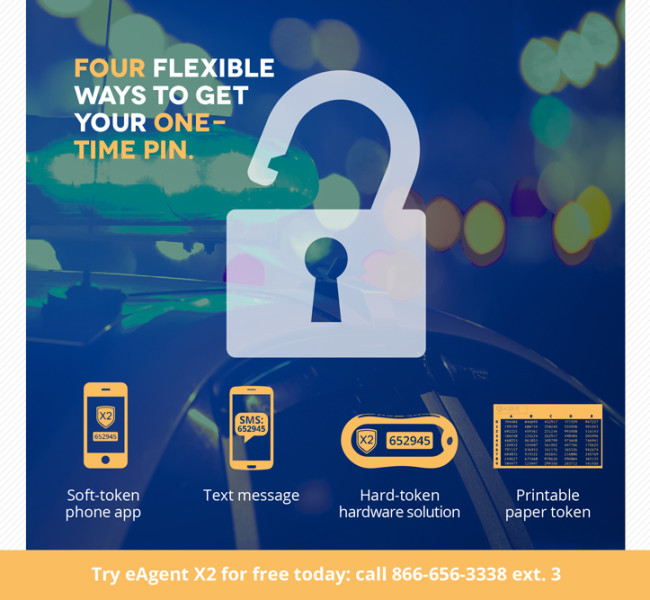 FOUR FLEXIBLE
WAYS TO GET
YOUR ONE-
TIME PIN.
X2
652945
SMS:
652945
X2 652945
A B C D E
Soft-token
phone app
Text message
Hard-token
hardware solution
Printable
paper token
Try eAgent X2 for free today: call 866-656-3338 ext. 3